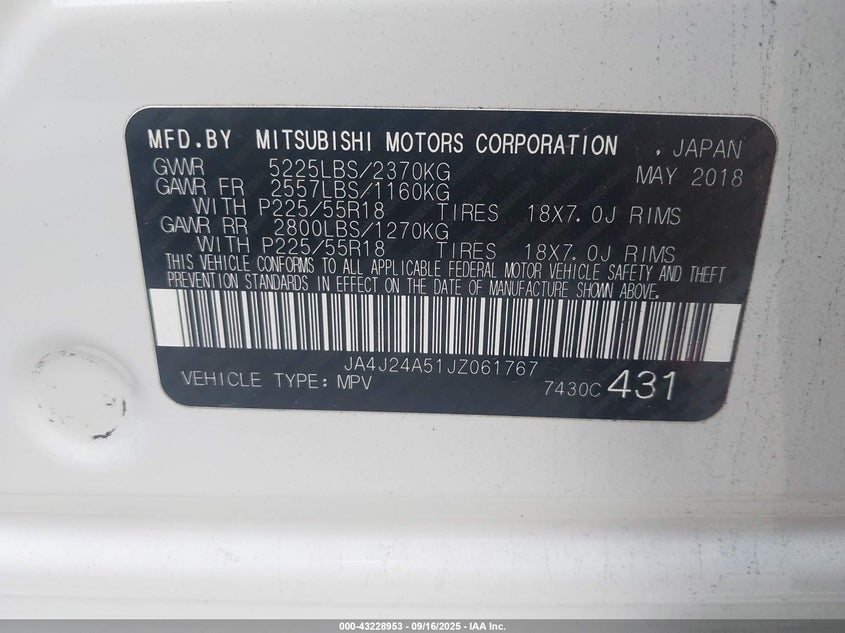 MFD.BY MITSUBISHI MOTORS CORPORATION . JAPAN
GVWR 5225LBS/2370KG MAY 2018
GAWR FR 2557LBS/1160KG
WITH P225/55R18 TIRES 18X7.0J RIMS
GAWR RR 2800LBS/1270KG
WITH P225/55R18 TIRES 18X7.0J RIMS
THIS VEHICLE CONFORMS TO ALL APPLICABLE FEDERAL MOTOR VEHICLE SAFETY AND THEFT
PREVENTION STANDARDS IN EFFECT ON THE DATE OF MANUFACTURE SHOWN ABOVE.
JA4J24A51JZ061767
VEHICLE TYPE: MPV 7430C 431
000-43228953 - 09/16/2025 - IAA Inc.